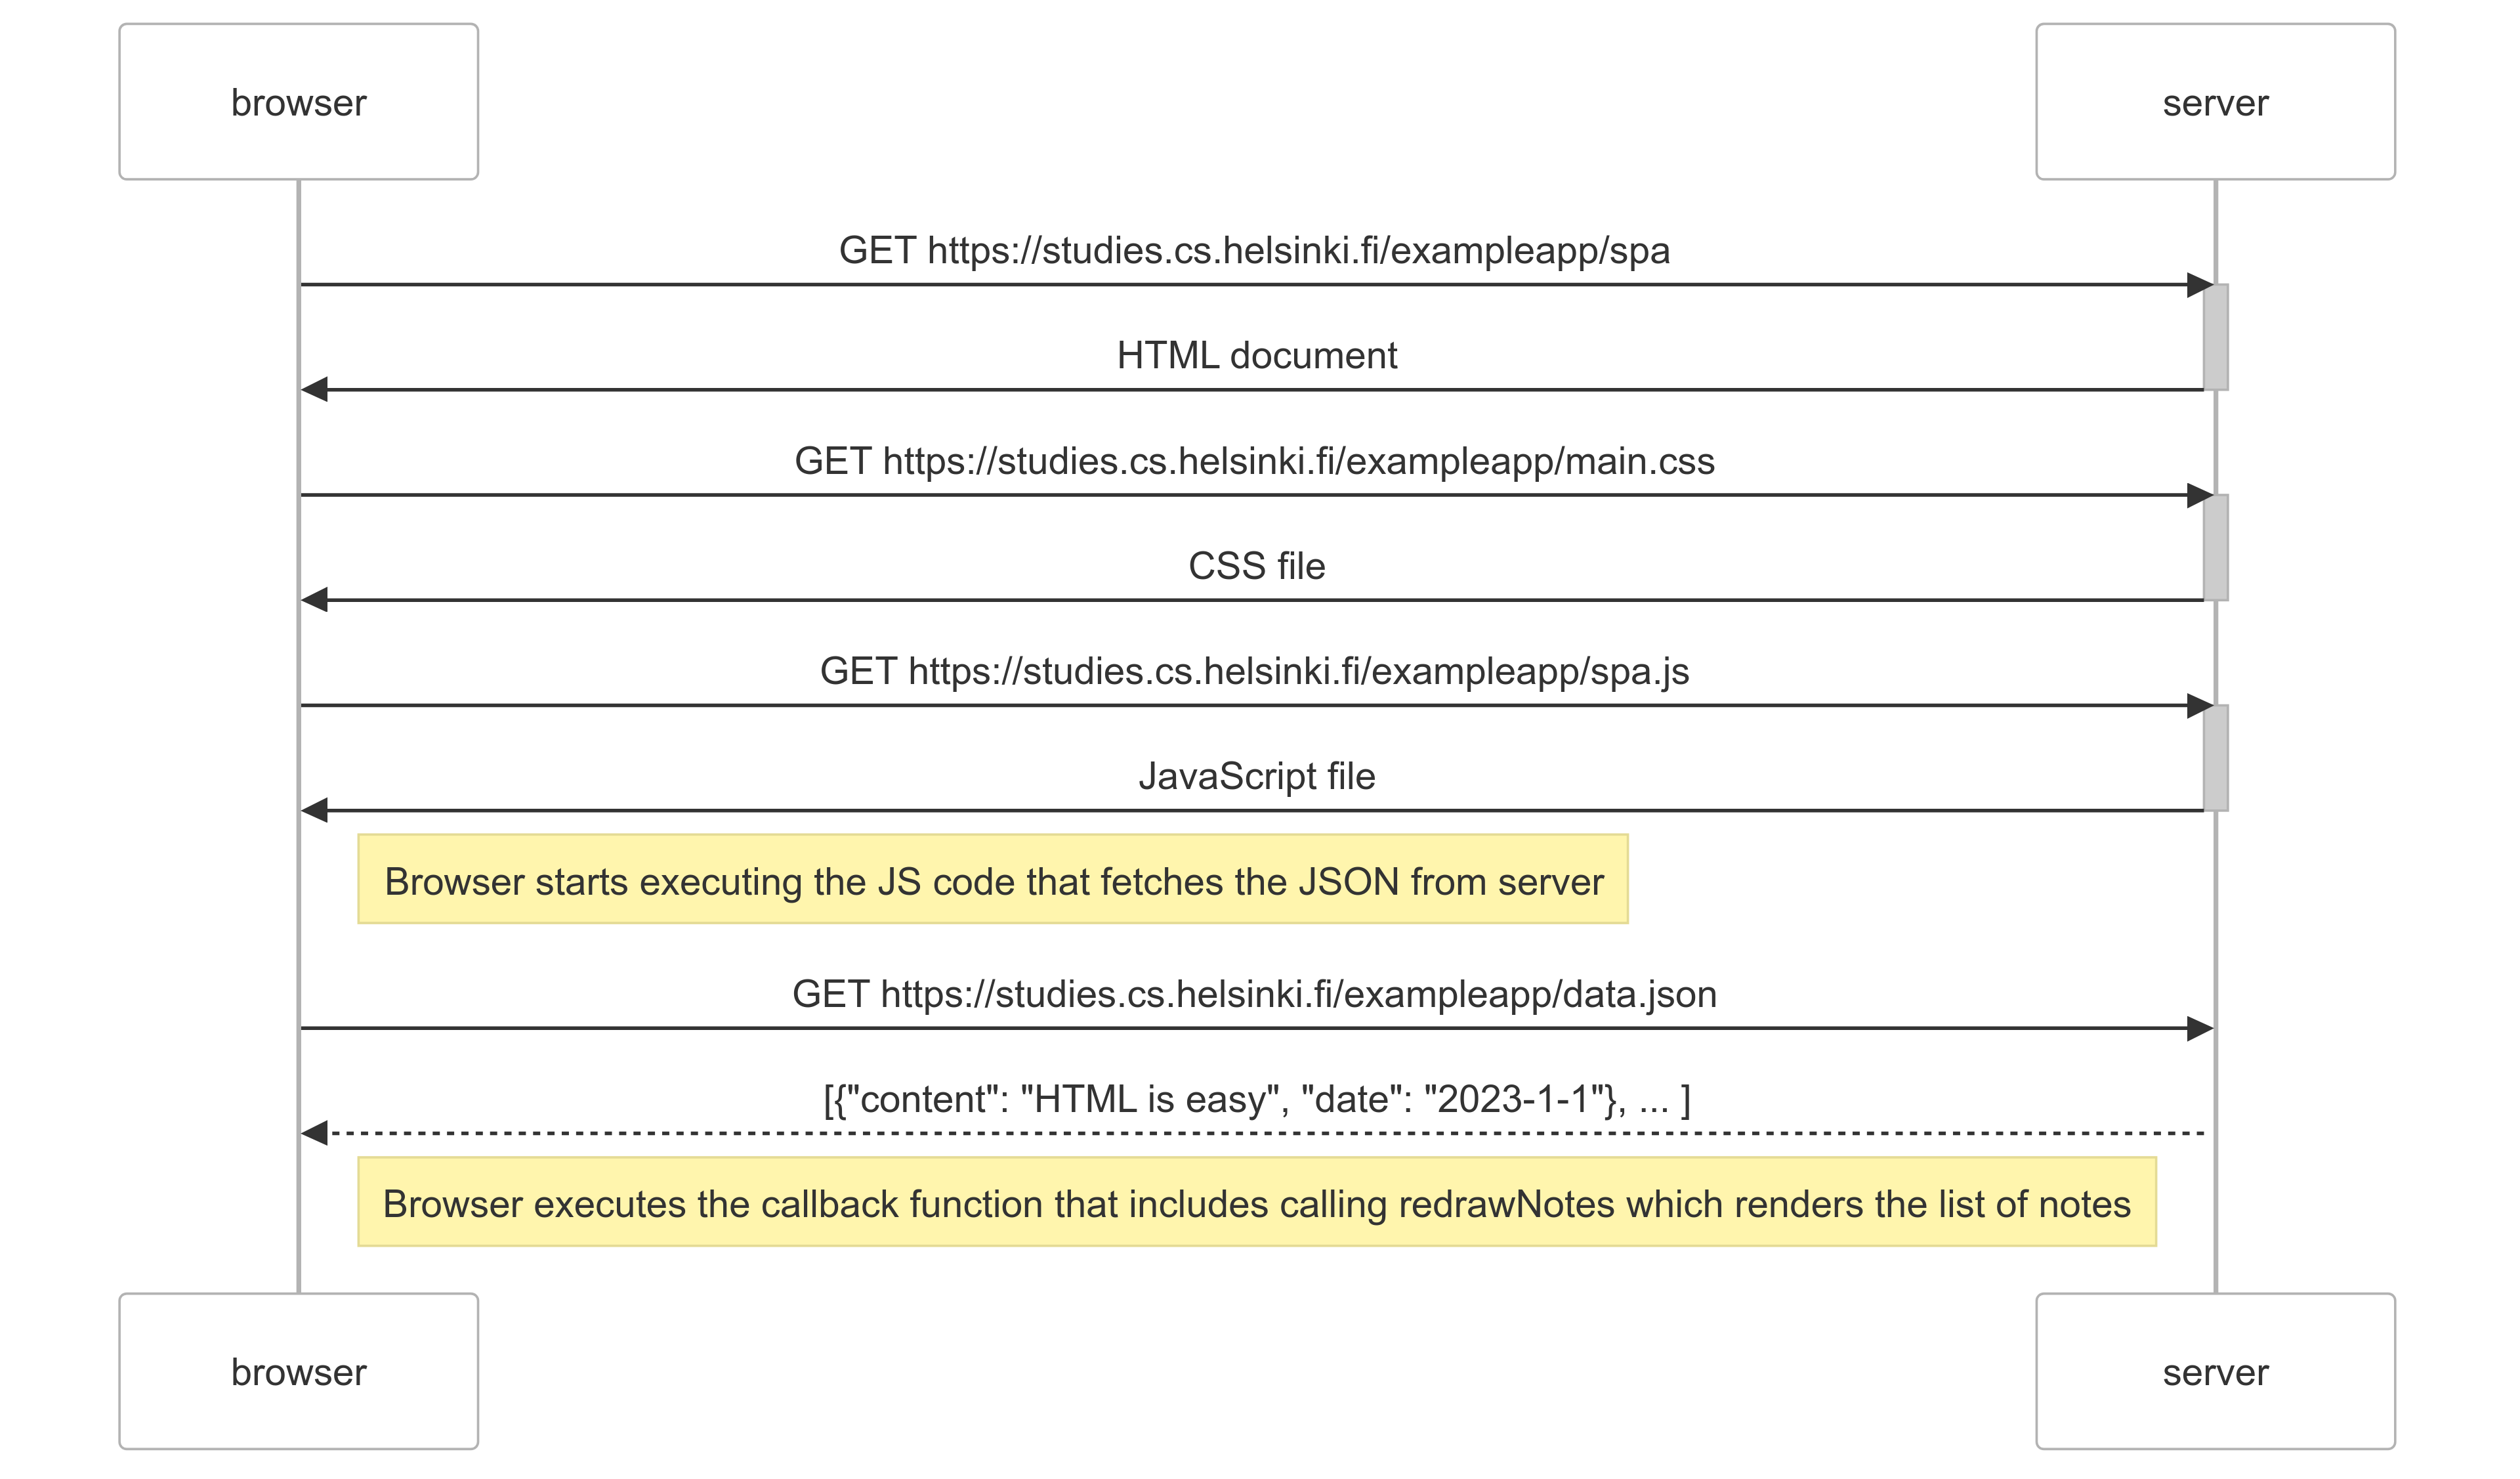 browser
server
GET https://studies.cs.helsinki.fi/exampleapp/spa
HTML document
GET https://studies.cs.helsinki.fi/exampleapp/main.css
CSS file
GET https://studies.cs.helsinki.fi/exampleapp/spa.js
JavaScript file
Browser starts executing the JS code that fetches the JSON from server
GET https://studies.cs.helsinki.fi/exampleapp/data.json
[{"content": "HTML is easy", "date": "2023-1-1"}, ... ]
Browser executes the callback function that includes calling redrawNotes which renders the list of notes
browser
server